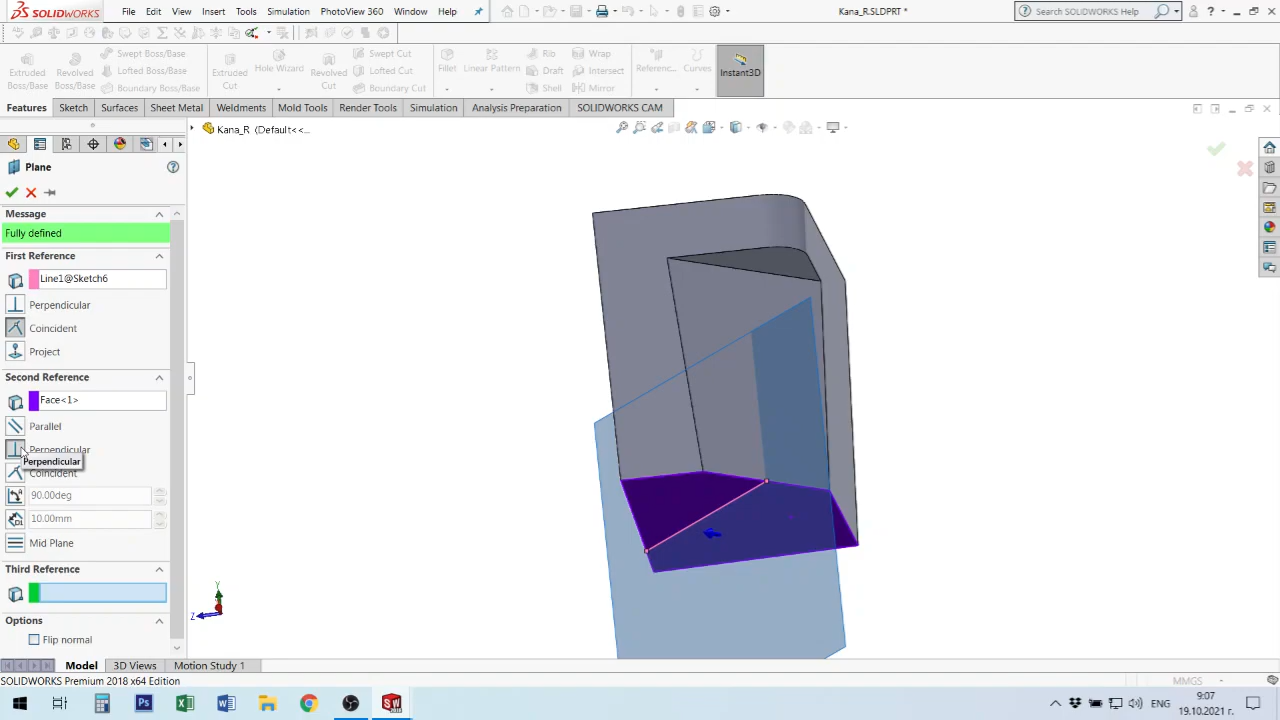 SOLIDWORKS File Edit View Insert Tools Simulation PhotoView 360 Window Help Kana_R.SLDPRT * Search SOLIDWORKS Help
Extruded Boss/Base
Revolved Boss/Base
Swept Boss/Base
Lofted Boss/Base
Boundary Boss/Base
Extruded Cut
Hole Wizard
Revolved Cut
Swept Cut
Lofted Cut
Boundary Cut
Fillet
Linear Pattern
Rib
Draft
Shell
Wrap
Intersect
Mirror
Referenc...
Curves
Instant3D
Features Sketch Surfaces Sheet Metal Weldments Mold Tools Render Tools Simulation Analysis Preparation SOLIDWORKS CAM
Kana_R (Default<<...
Plane
Message
Fully defined
First Reference
Line1@Sketch6
Perpendicular
Coincident
Project
Second Reference
Face<1>
Parallel
Perpendicular
Perpendicular
Coincident
90.00deg
10.00mm
Mid Plane
Third Reference
Options
Flip normal
Y
Z
Model 3D Views Motion Study 1
SOLIDWORKS Premium 2018 x64 Edition MMGS
ENG 9:07
19.10.2021 г.